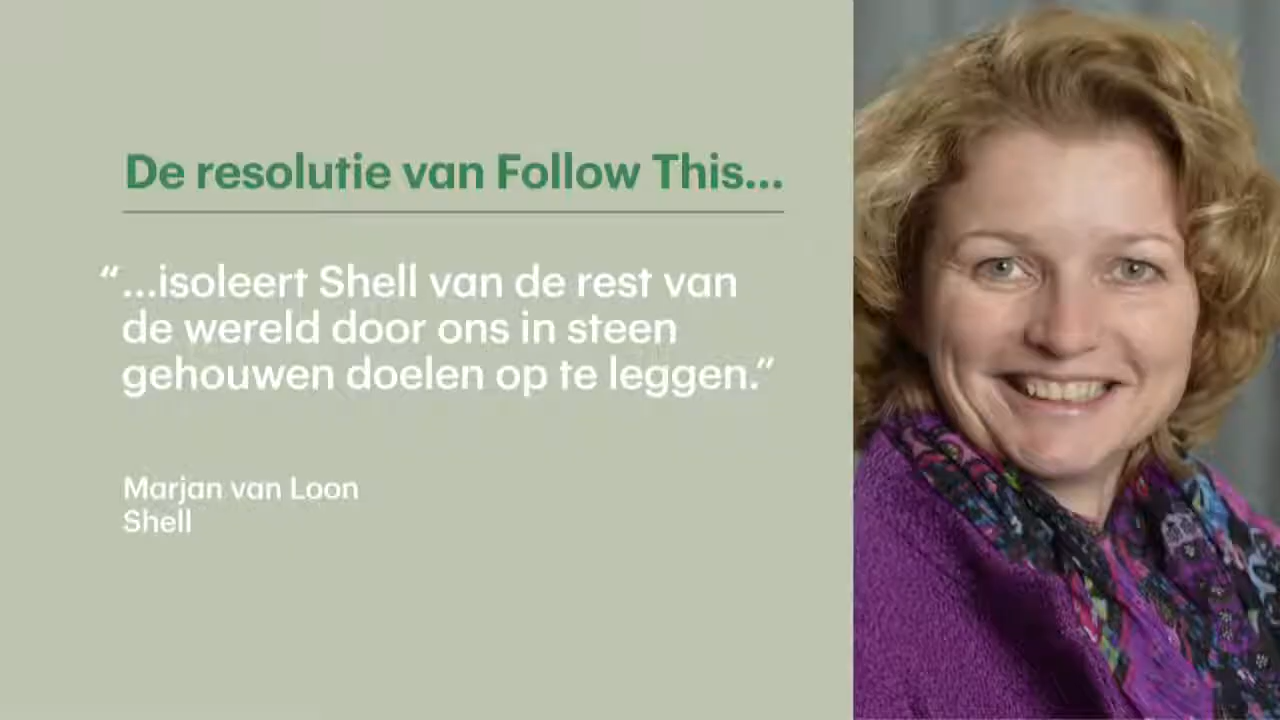 De resolutie van Follow This...
“...isoleert Shell van de rest van
de wereld door ons in steen
gehouwen doelen op te leggen.”
Marjan van Loon
Shell